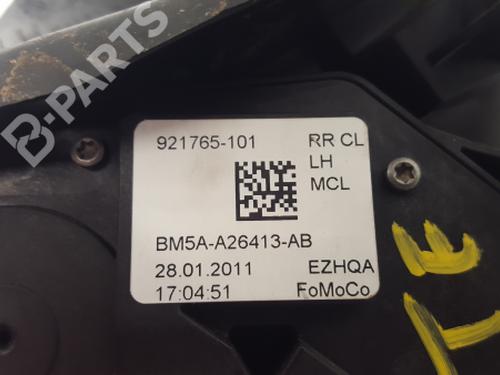 B-PARTS
921765-101 RR CL
LH
MCL
BM5A-A26413-AB
28.01.2011 EZHQA
17:04:51 FoMoCo